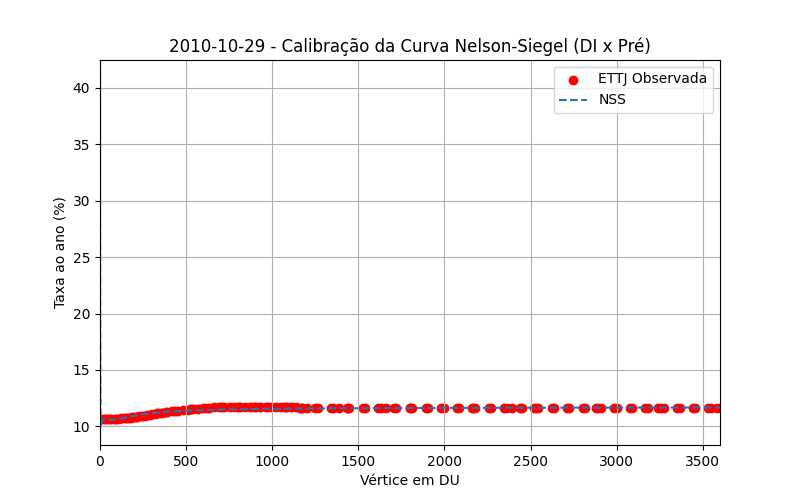 2010-10-29 - Calibração da Curva Nelson-Siegel (DI x Pré)
ETTJ Observada
NSS
Taxa ao ano (%)
40
35
30
25
20
15
10
0 500 1000 1500 2000 2500 3000 3500
Vértice em DU